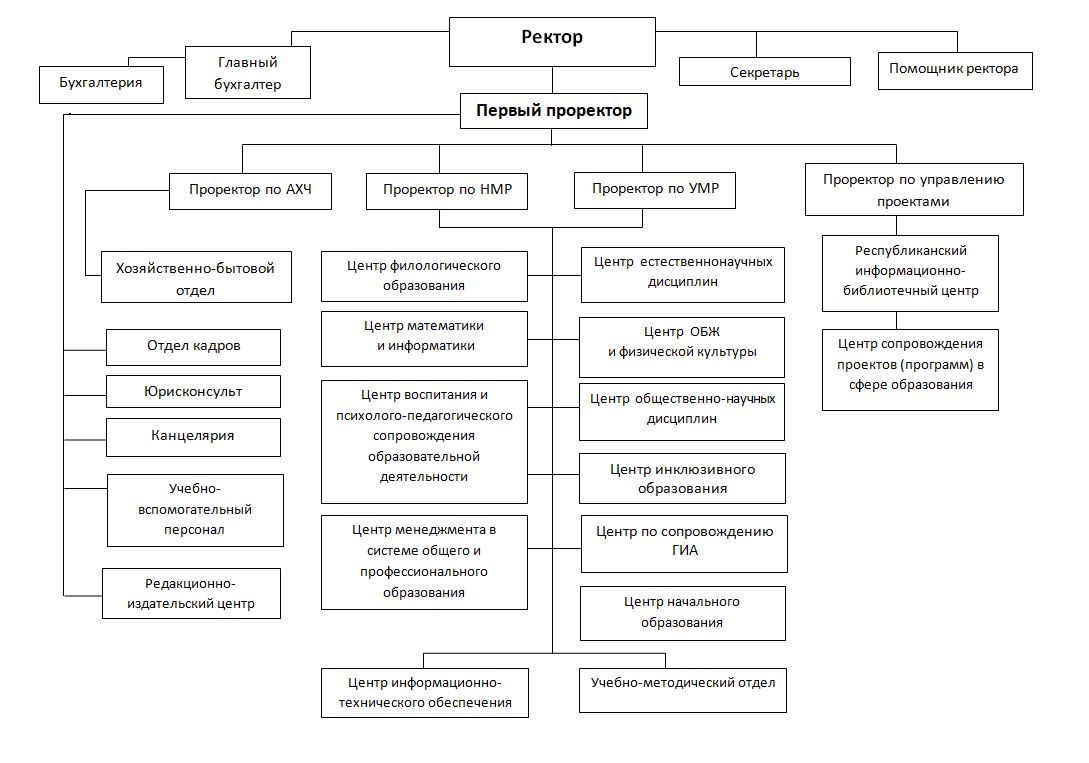 Ректор
Главный
бухгалтер
Бухгалтерия
Секретарь
Помощник ректора
Первый проректор
Проректор по АХЧ
Проректор по НМР
Проректор по УМР
Проректор по управлению
проектами
Хозяйственно-бытовой
отдел
Отдел кадров
Юрисконсульт
Канцелярия
Учебно-
вспомогательный
персонал
Редакционно-
издательский центр
Центр филологического
образования
Центр математики
и информатики
Центр воспитания и
психолого-педагогического
сопровождения
образовательной
деятельности
Центр менеджмента в
системе общего и
профессионального
образования
Центр естественнонаучных
дисциплин
Центр ОБЖ
и физической культуры
Центр общественно-научных
дисциплин
Центр инклюзивного
образования
Центр по сопровождению
ГИА
Центр начального
образования
Республиканский
информационно-
библиотечный центр
Центр сопровождения
проектов (программ) в
сфере образования
Центр информационно-
технического обеспечения
Учебно-методический отдел